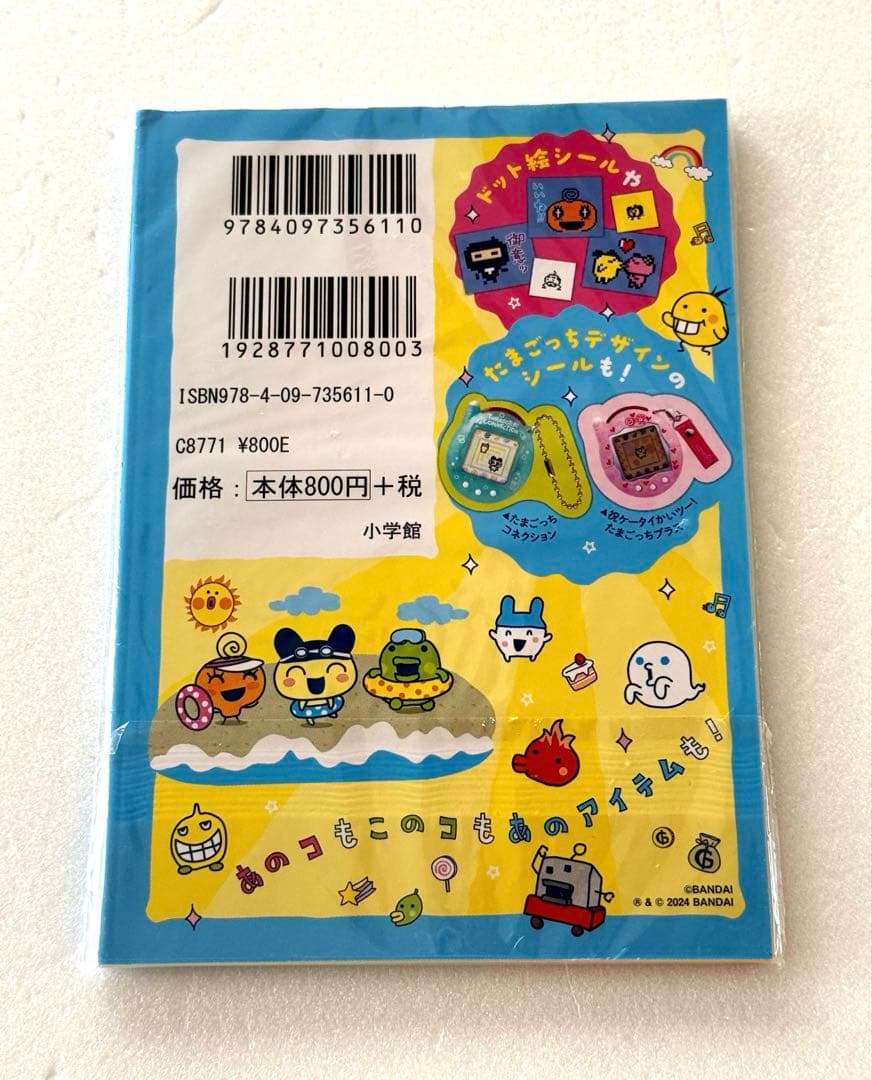 9784097356110
1928771008003
ISBN978-4-09-735611-0
C8771 ¥800E
価格：本体800円＋税
小学館
ドット絵シールや
いいね!!
御意ッ
たまごっちデザインの
シールも！
TAMAGOTCHI
CONNECTION
◀たまごっち
コネクション
◀祝ケータイかいツー！
たまごっちプラス
あのコもこのコもあのアイテムも！
©BANDAI
® & © 2024 BANDAI